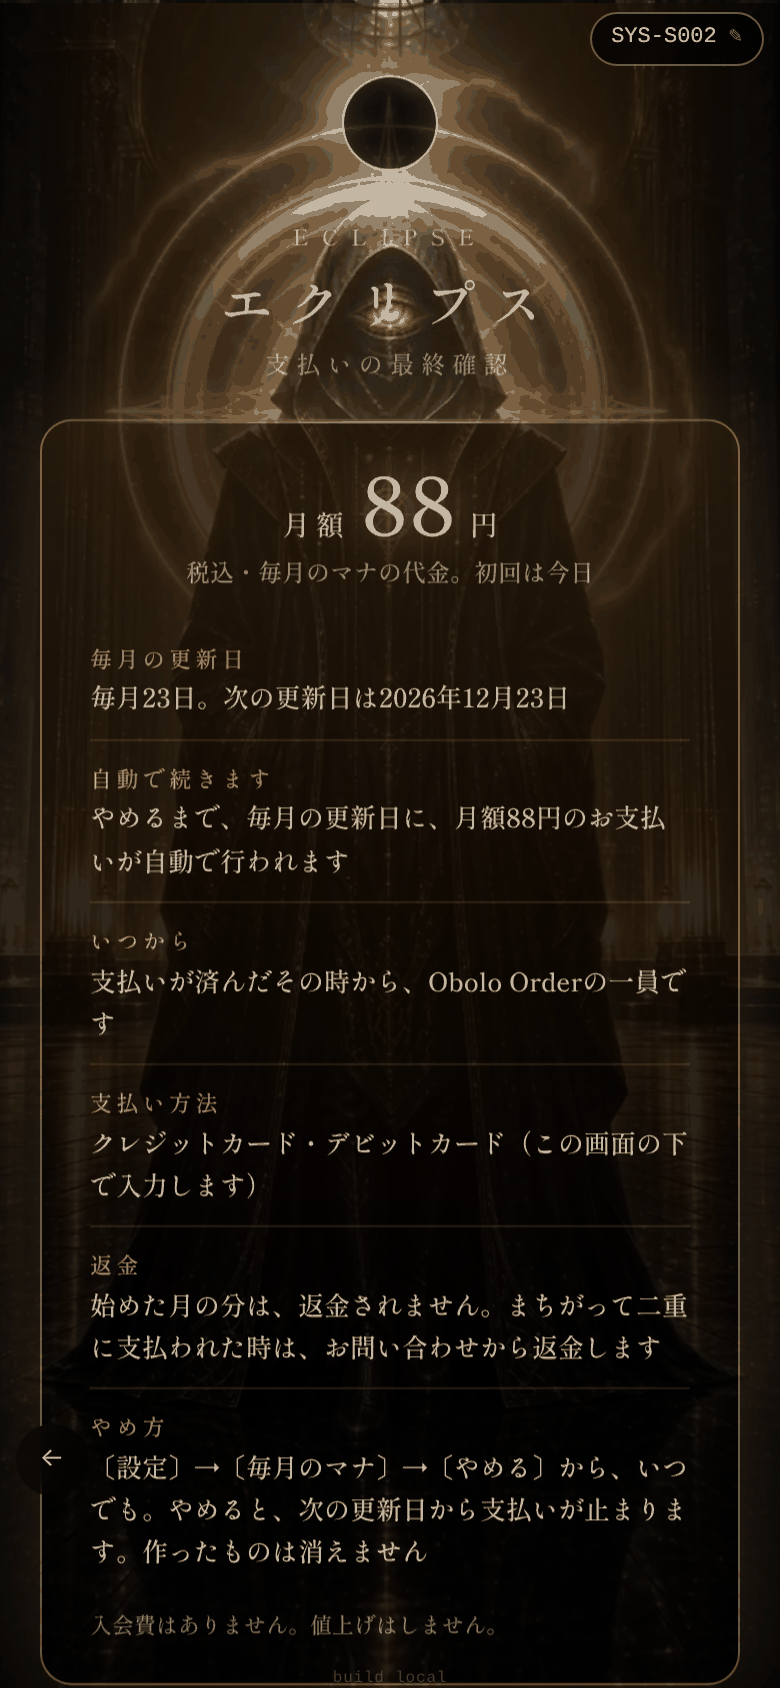 SYS-S002 ✎
ECLIPSE
エクリプス
支払いの最終確認
月額 88 円
税込・毎月のマナの代金。初回は今日
毎月の更新日
毎月23日。次の更新日は2026年12月23日
自動で続きます
やめるまで、毎月の更新日に、月額88円のお支払
いが自動で行われます
いつから
支払いが済んだその時から、Obolo Orderの一員で
す
支払い方法
クレジットカード・デビットカード（この画面の下
で入力します）
返金
始めた月の分は、返金されません。まちがって二重
に支払われた時は、お問い合わせから返金します
やめ方
←
〔設定〕→〔毎月のマナ〕→〔やめる〕から、いつ
でも。やめると、次の更新日から支払いが止まりま
す。作ったものは消えません
入会費はありません。値上げはしません。
build local